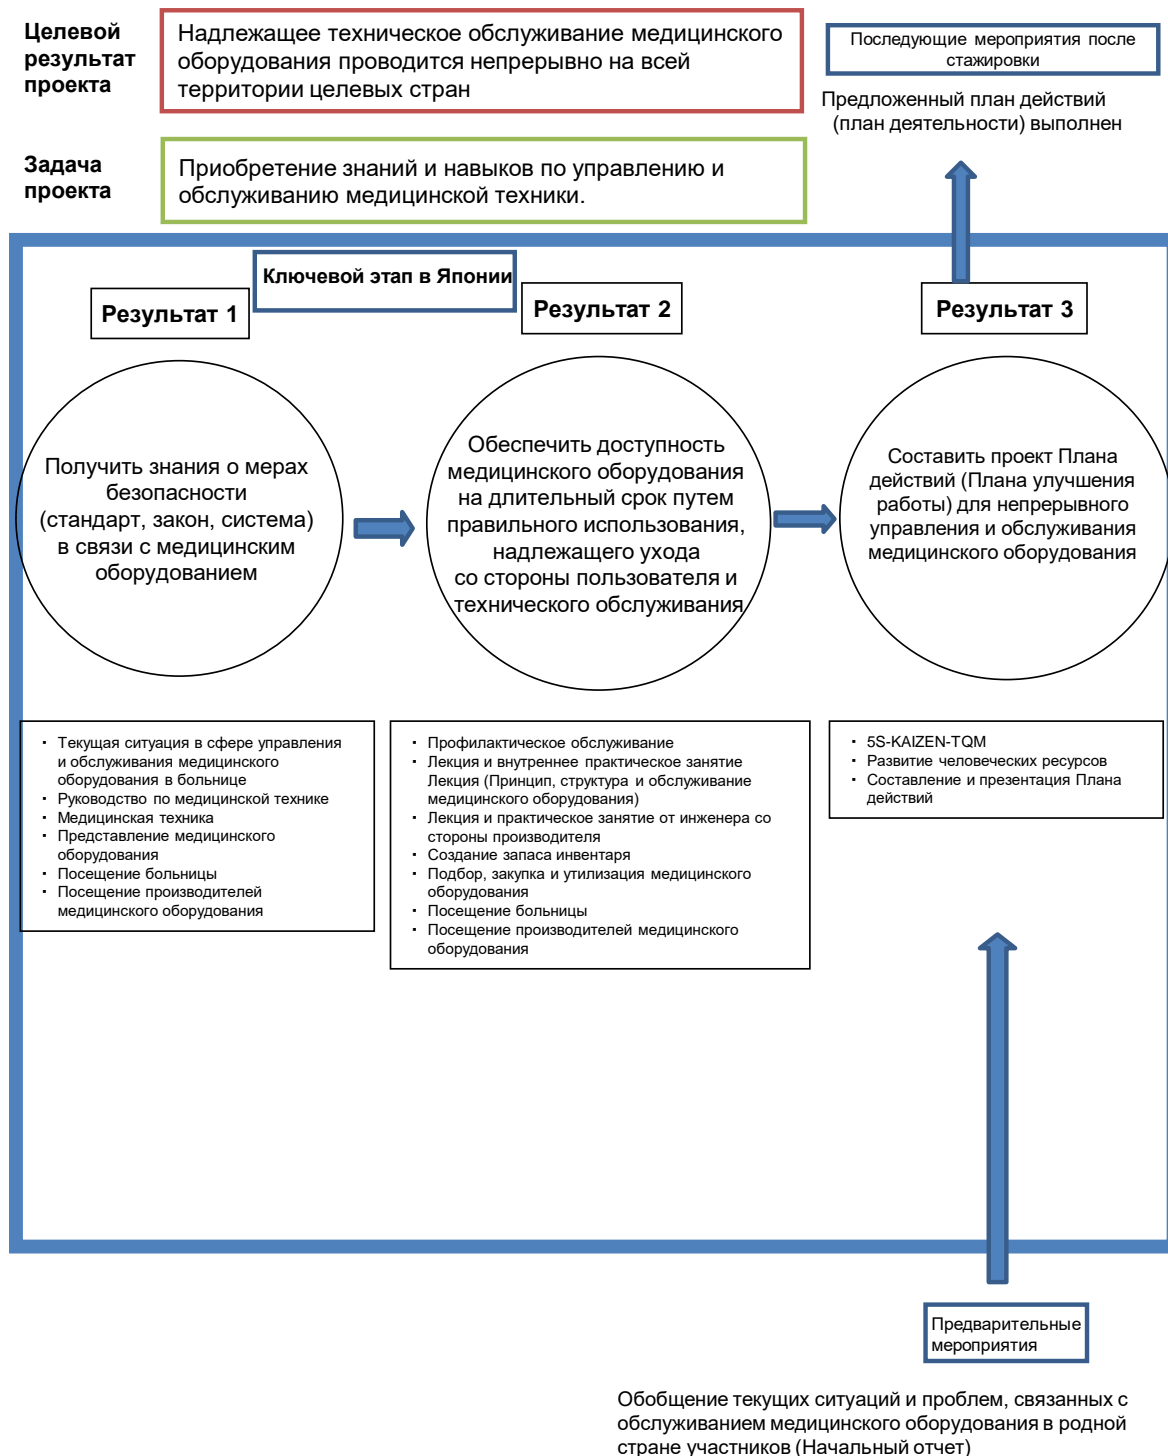 Целевой
результат
проекта
Надлежащее техническое обслуживание медицинского
оборудования проводится непрерывно на всей
территории целевых стран
Последующие мероприятия после
стажировки
Предложенный план действий
(план деятельности) выполнен
Задача
проекта
Приобретение знаний и навыков по управлению и
обслуживанию медицинской техники.
Ключевой этап в Японии
Результат 1
Результат 2
Результат 3
Получить знания о мерах
безопасности
(стандарт, закон, система)
в связи с медицинским
оборудованием
Обеспечить доступность
медицинского оборудования
на длительный срок путем
правильного использования,
надлежащего ухода
со стороны пользователя и
технического обслуживания
Составить проект Плана
действий (Плана улучшения
работы) для непрерывного
управления и обслуживания
медицинского оборудования
・ Текущая ситуация в сфере управления
и обслуживания медицинского
оборудования в больнице
・ Руководство по медицинской технике
・ Медицинская техника
・ Представление медицинского
оборудования
・ Посещение больницы
・ Посещение производителей
медицинского оборудования
・ Профилактическое обслуживание
・ Лекция и внутреннее практическое занятие
Лекция (Принцип, структура и обслуживание
медицинского оборудования)
・ Лекция и практическое занятие от инженера со
стороны производителя
・ Создание запаса инвентаря
・ Подбор, закупка и утилизация медицинского
оборудования
・ Посещение больницы
・ Посещение производителей медицинского
оборудования
・ 5S-KAIZEN-TQM
・ Развитие человеческих ресурсов
・ Составление и презентация Плана
действий
Предварительные
мероприятия
Обобщение текущих ситуаций и проблем, связанных с
обслуживанием медицинского оборудования в родной
стране участников (Начальный отчет)